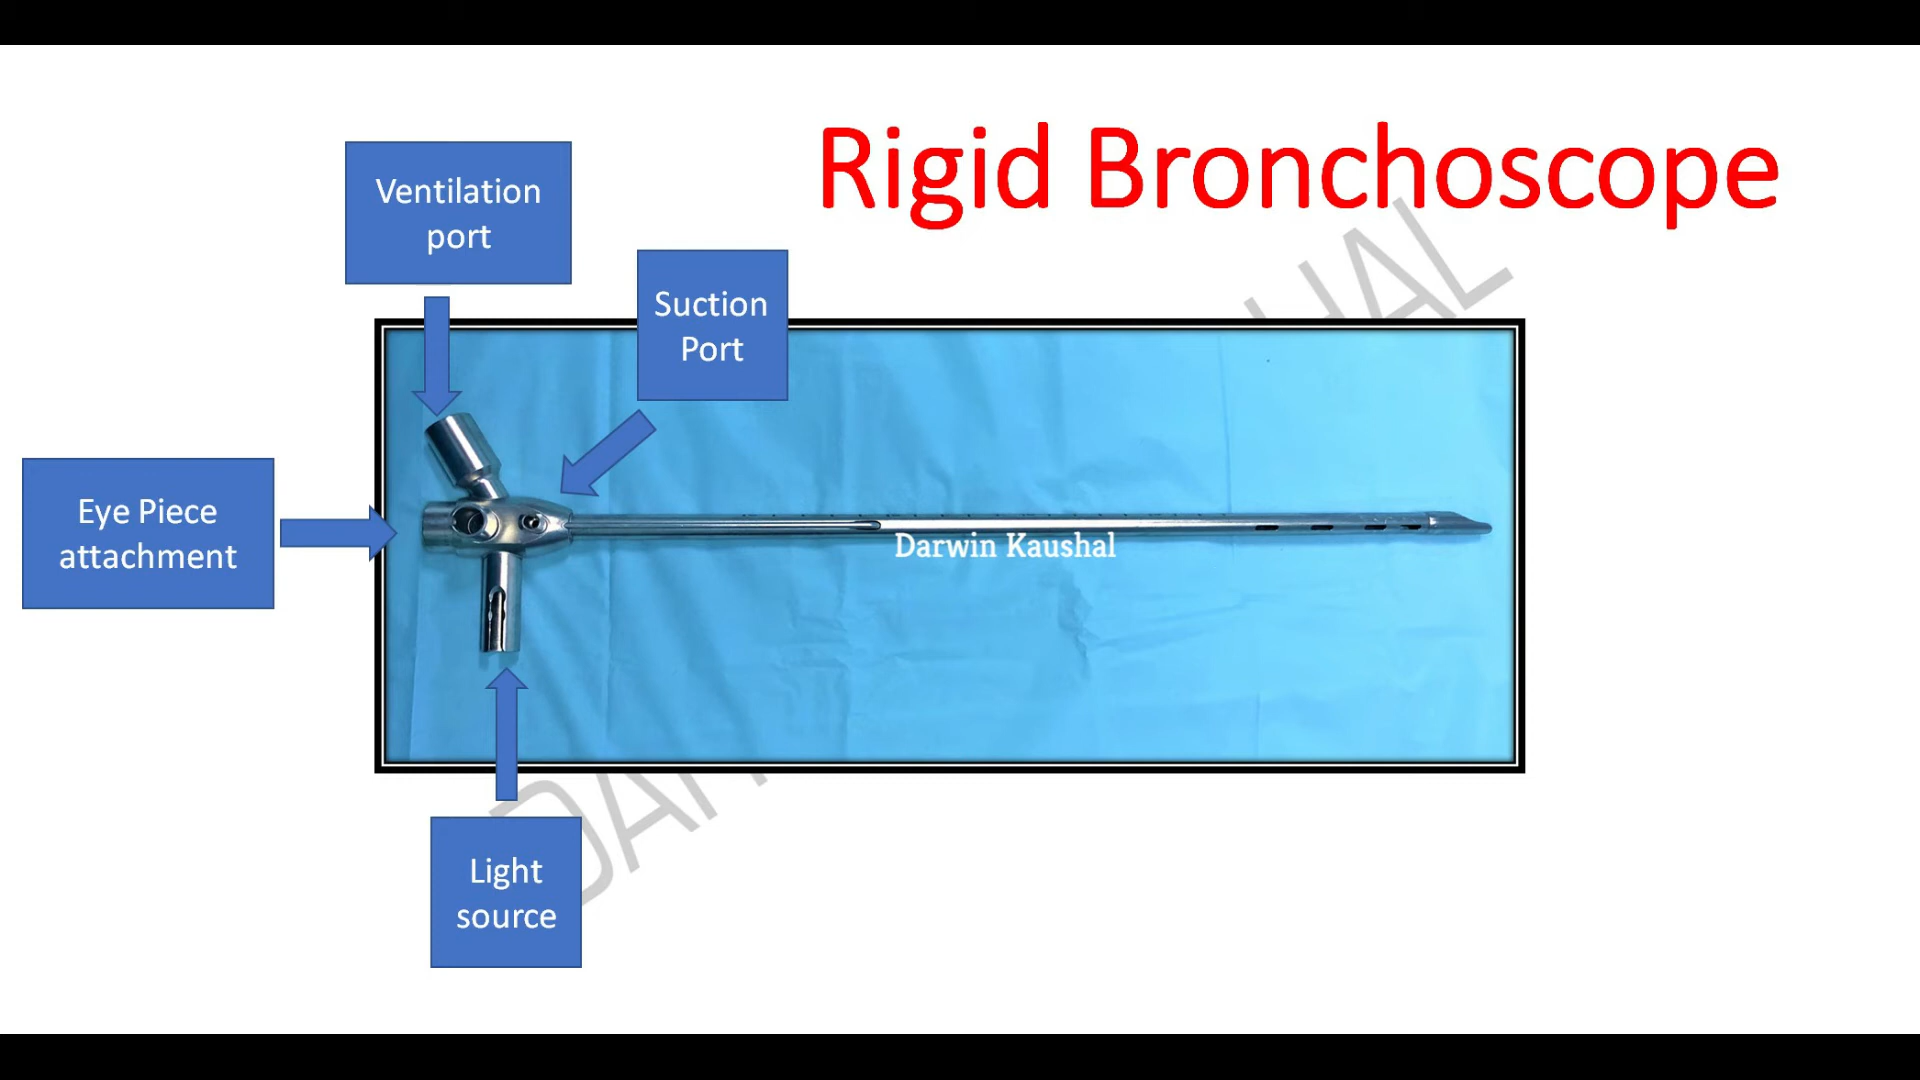 Rigid Bronchoscope
Ventilation
port
Suction
Port
Eye Piece
attachment
Darwin Kaushal
Light
source